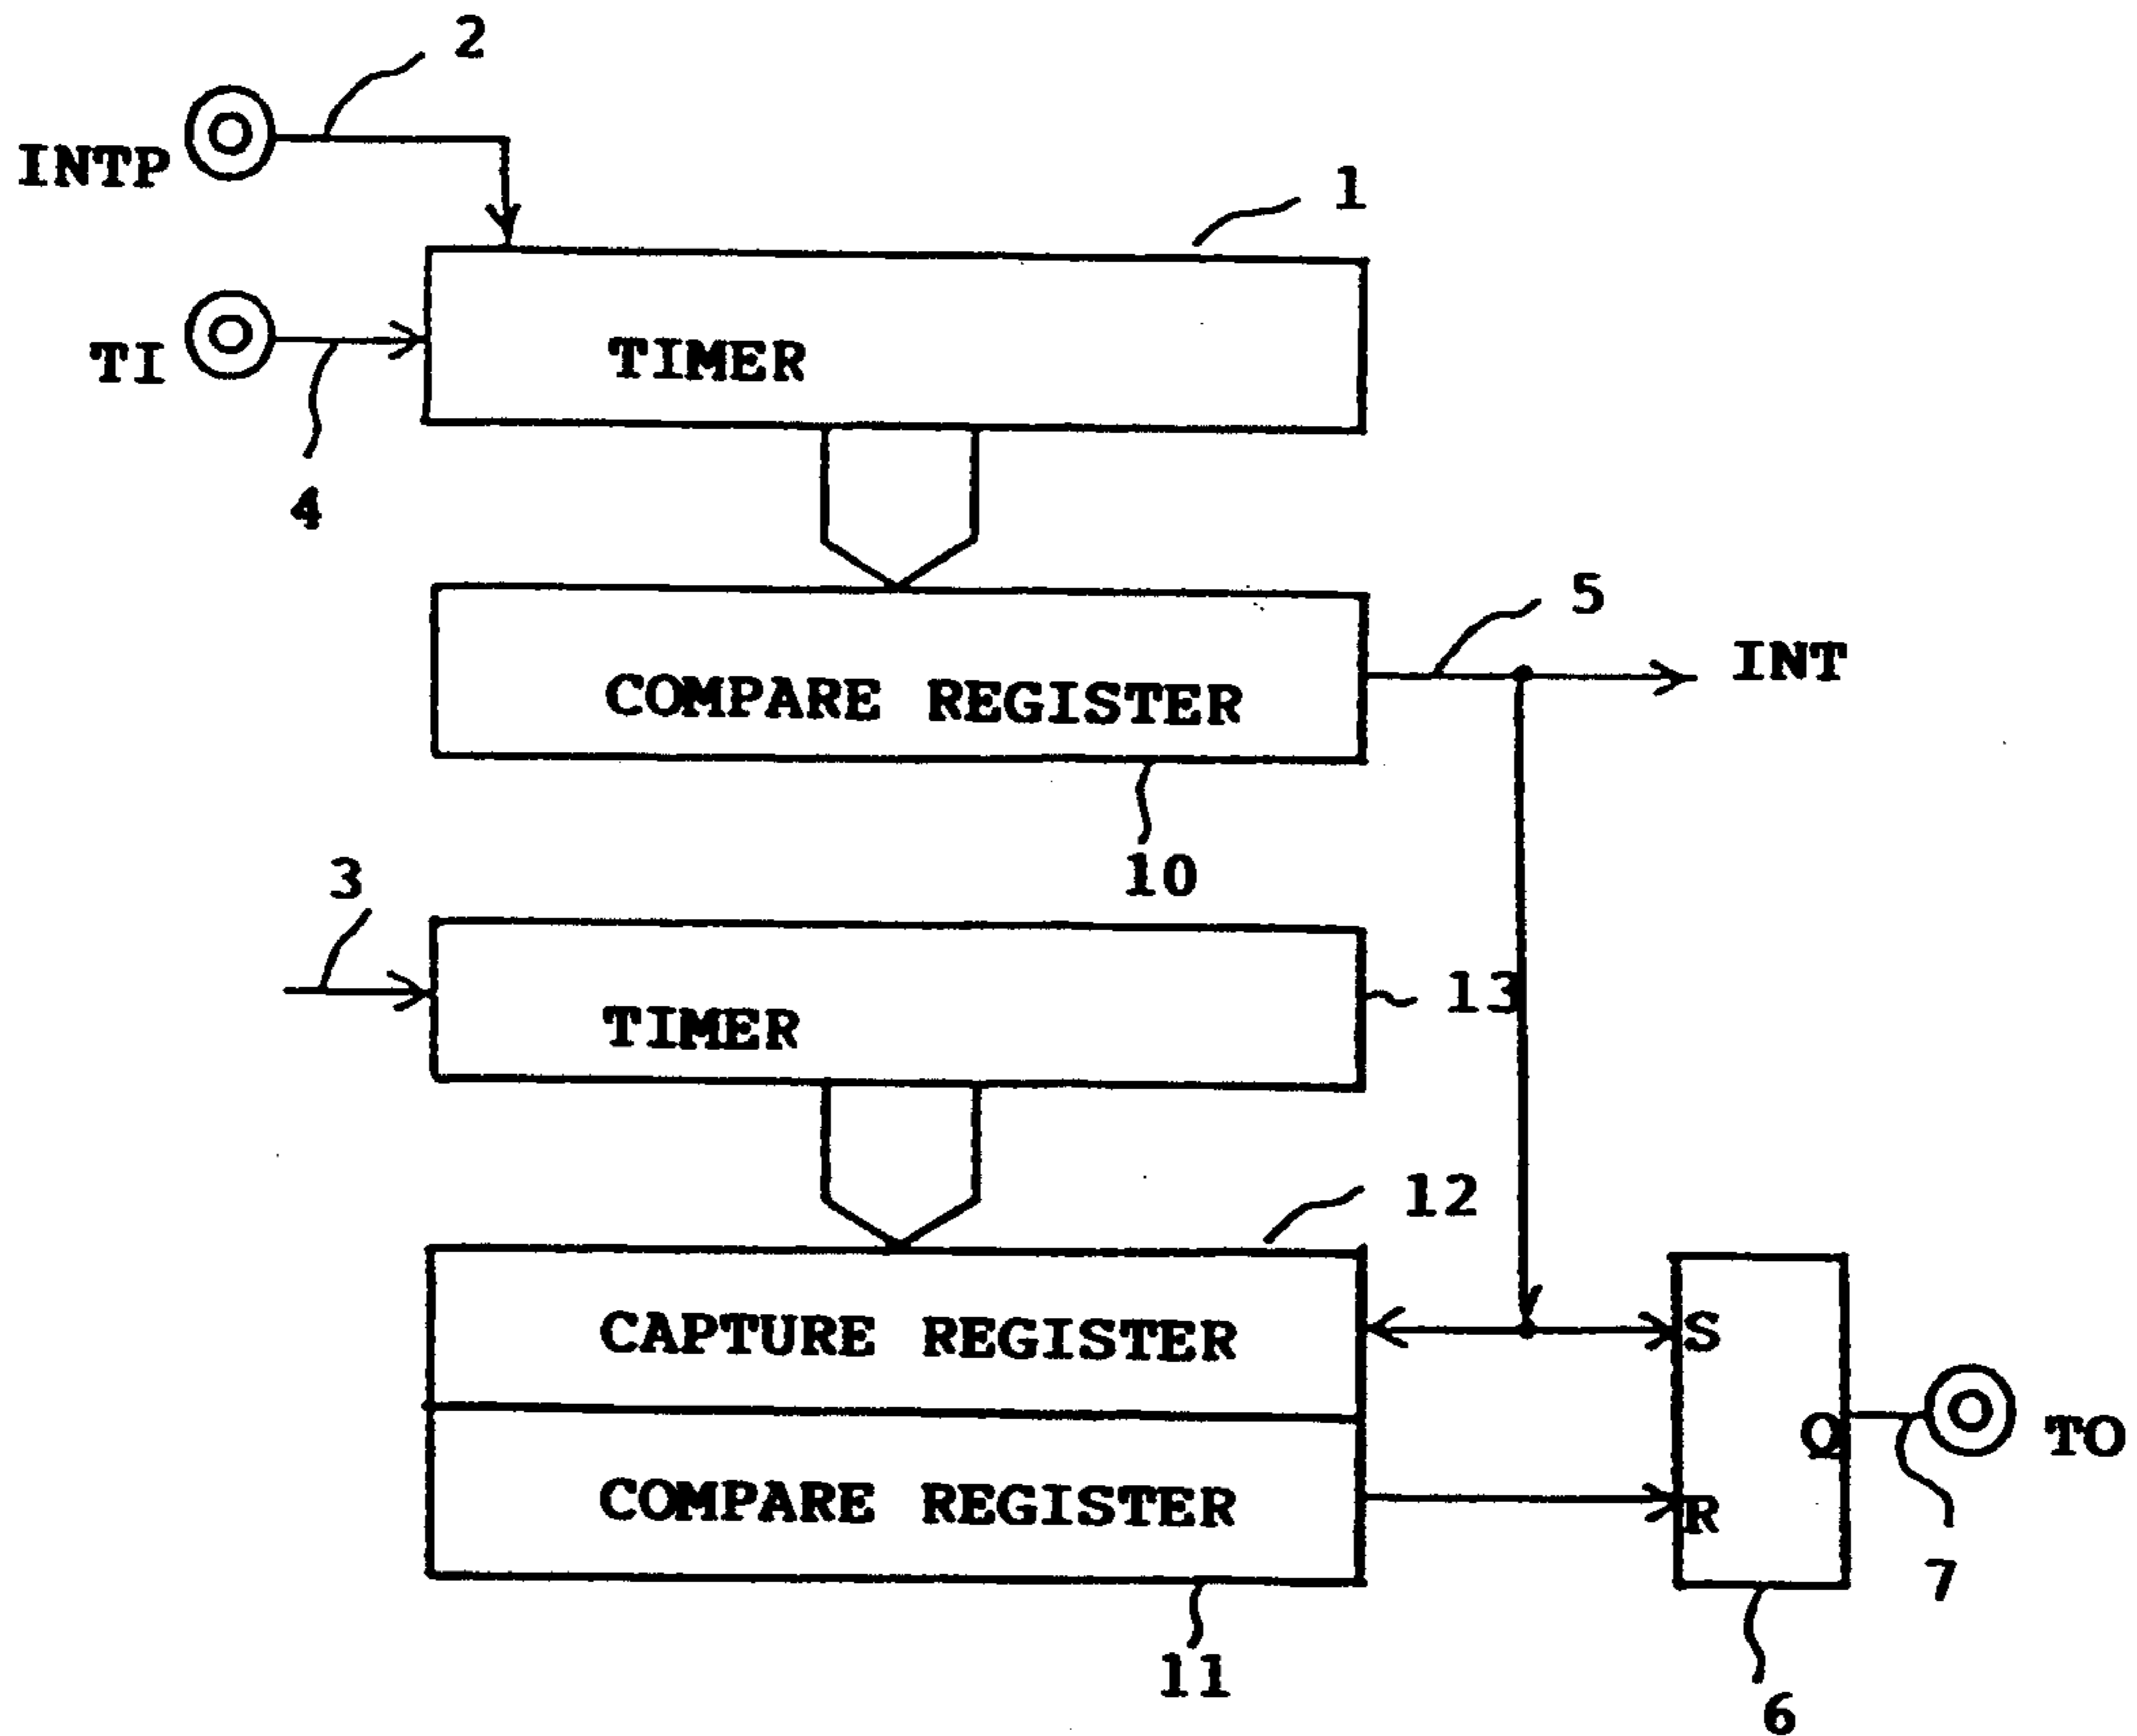 2
INTP
1
TI
TIMER
4
5
INT
COMPARE REGISTER
10
3
13
TIMER
12
CAPTURE REGISTER
S
Q
TO
COMPARE REGISTER
R
7
11
6